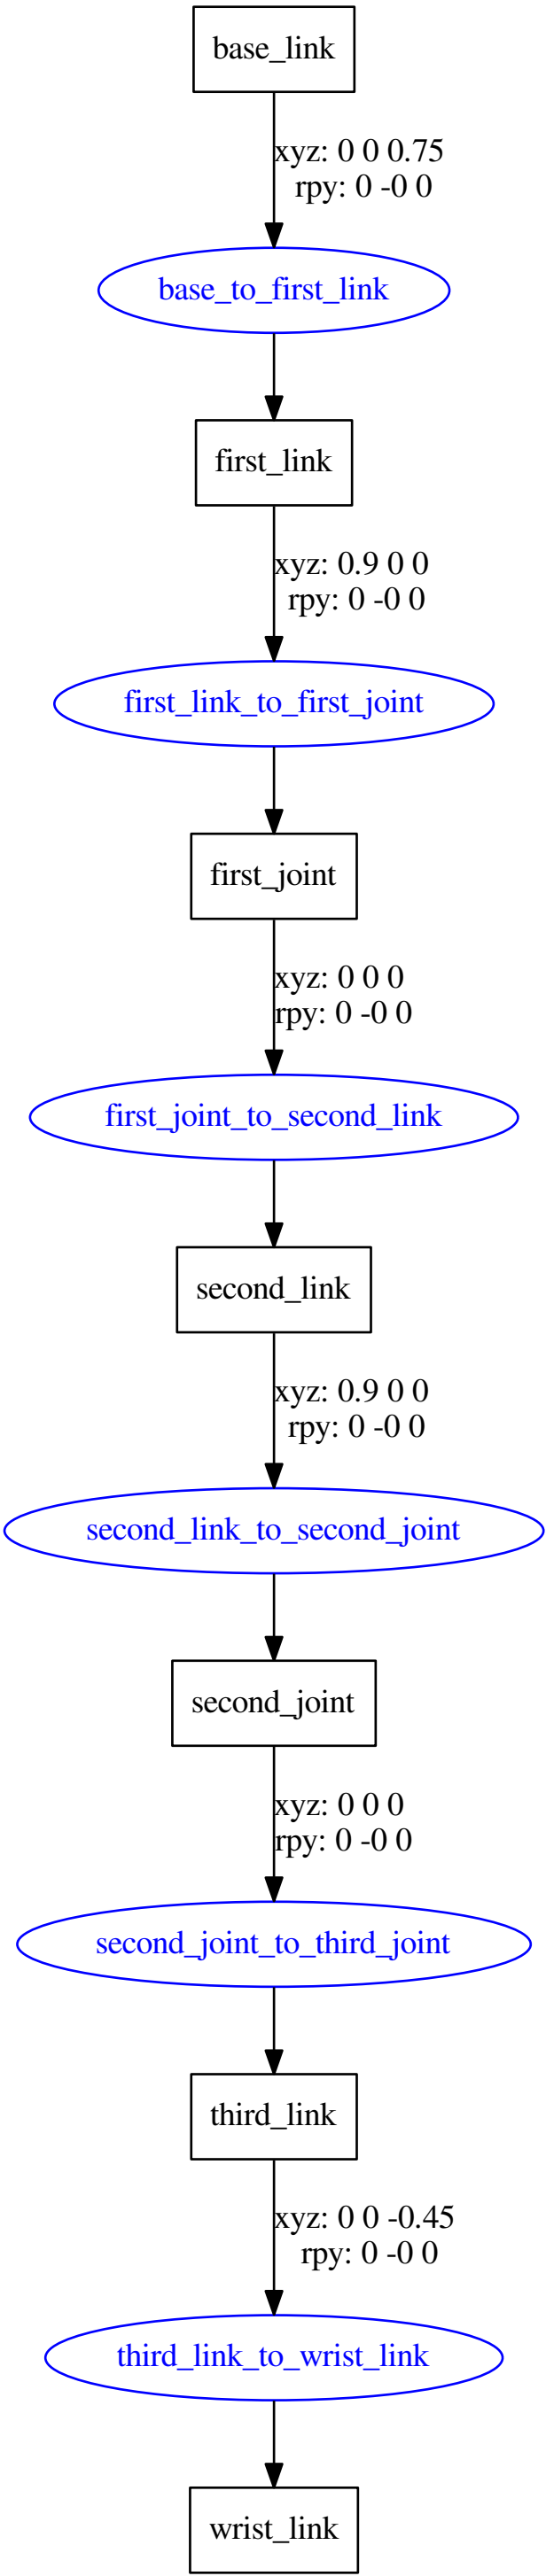 base_link
xyz: 0 0 0.75
rpy: 0 -0 0
base_to_first_link
first_link
xyz: 0.9 0 0
rpy: 0 -0 0
first_link_to_first_joint
first_joint
xyz: 0 0 0
rpy: 0 -0 0
first_joint_to_second_link
second_link
xyz: 0.9 0 0
rpy: 0 -0 0
second_link_to_second_joint
second_joint
xyz: 0 0 0
rpy: 0 -0 0
second_joint_to_third_joint
third_link
xyz: 0 0 -0.45
rpy: 0 -0 0
third_link_to_wrist_link
wrist_link